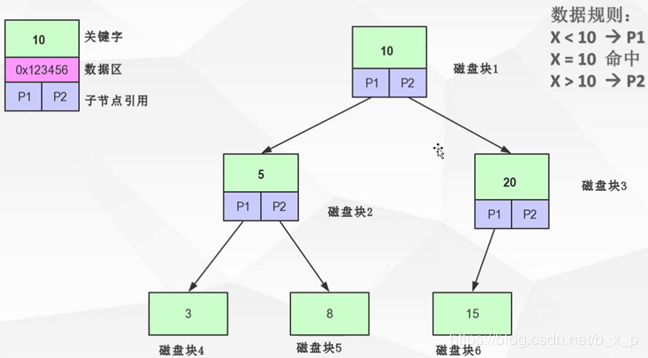 10
关键字
0x123456
数据区
P1 P2
子节点引用
数据规则：
X < 10 → P1
X = 10 命中
X > 10 → P2
10
P1 P2
磁盘块1
5
P1 P2
磁盘块2
20
P1 P2
磁盘块3
3
磁盘块4
8
磁盘块5
15
磁盘块6
https://blog.csdn.net/b_x_p